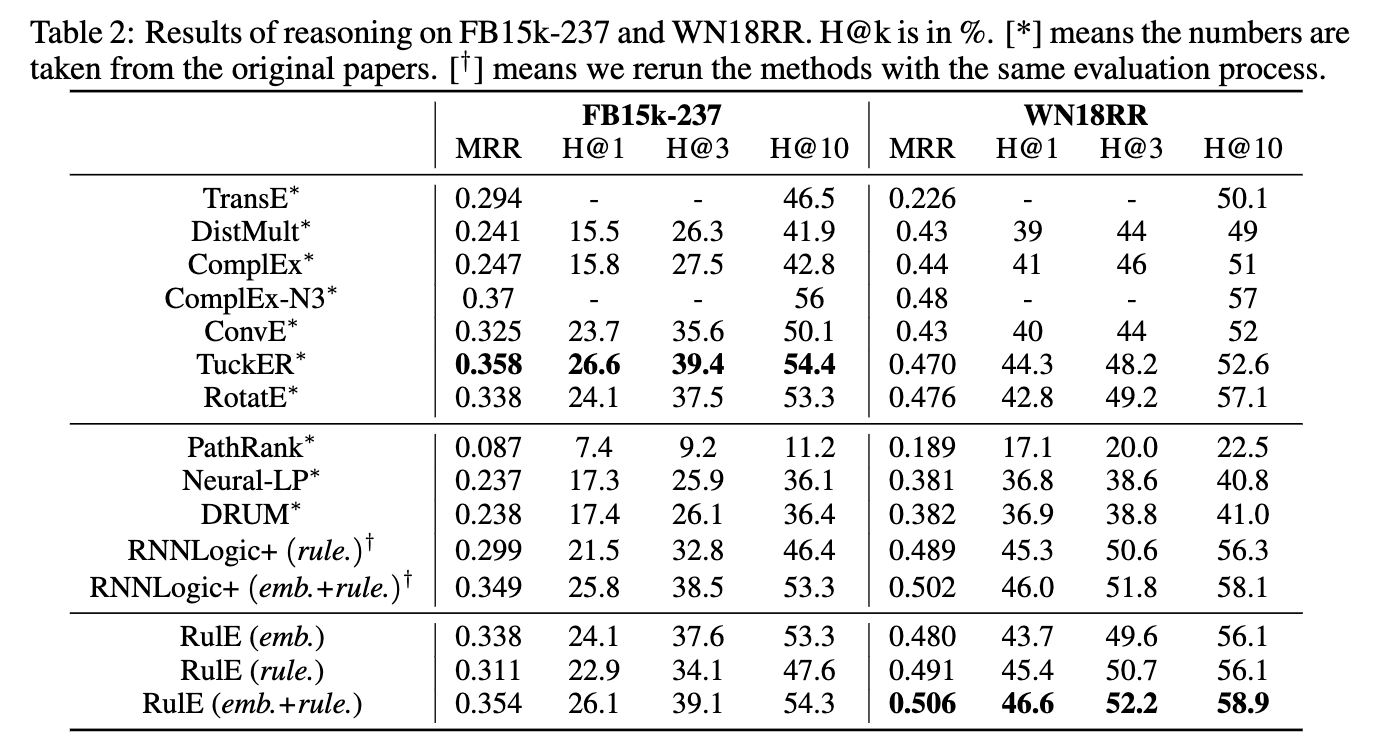 Table 2: Results of reasoning on FB15k-237 and WN18RR. H@k is in %. [*] means the numbers are
taken from the original papers. [†] means we rerun the methods with the same evaluation process.
FB15k-237 WN18RR
MRR H@1 H@3 H@10 MRR H@1 H@3 H@10
TransE* 0.294 - - 46.5 0.226 - - 50.1
DistMult* 0.241 15.5 26.3 41.9 0.43 39 44 49
ComplEx* 0.247 15.8 27.5 42.8 0.44 41 46 51
ComplEx-N3* 0.37 - - 56 0.48 - - 57
ConvE* 0.325 23.7 35.6 50.1 0.43 40 44 52
TuckER* 0.358 26.6 39.4 54.4 0.470 44.3 48.2 52.6
RotatE* 0.338 24.1 37.5 53.3 0.476 42.8 49.2 57.1
PathRank* 0.087 7.4 9.2 11.2 0.189 17.1 20.0 22.5
Neural-LP* 0.237 17.3 25.9 36.1 0.381 36.8 38.6 40.8
DRUM* 0.238 17.4 26.1 36.4 0.382 36.9 38.8 41.0
RNNLogic+ (rule.)† 0.299 21.5 32.8 46.4 0.489 45.3 50.6 56.3
RNNLogic+ (emb.+rule.)† 0.349 25.8 38.5 53.3 0.502 46.0 51.8 58.1
RulE (emb.) 0.338 24.1 37.6 53.3 0.480 43.7 49.6 56.1
RulE (rule.) 0.311 22.9 34.1 47.6 0.491 45.4 50.7 56.1
RulE (emb.+rule.) 0.354 26.1 39.1 54.3 0.506 46.6 52.2 58.9